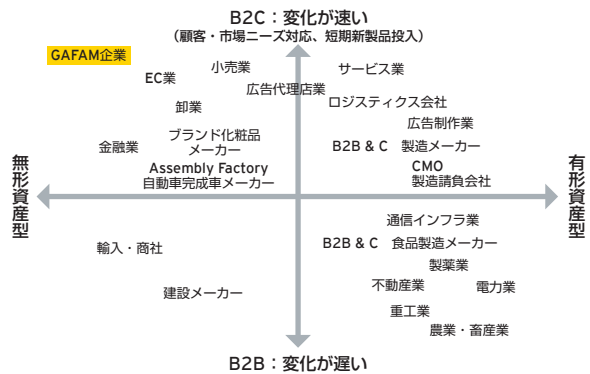 B2C：変化が速い
（顧客・市場ニーズ対応、短期新製品投入）
GAFAM企業
小売業
サービス業
EC業
広告代理店業
卸業
ロジスティクス会社
広告制作業
金融業
ブランド化粧品
メーカー
B2B & C 製造メーカー
Assembly Factory
自動車完成車メーカー
CMO
製造請負会社
無形資産型
有形資産型
通信インフラ業
輸入・商社
B2B & C 食品製造メーカー
製薬業
建設メーカー
不動産業
電力業
重工業
農業・畜産業
B2B：変化が遅い